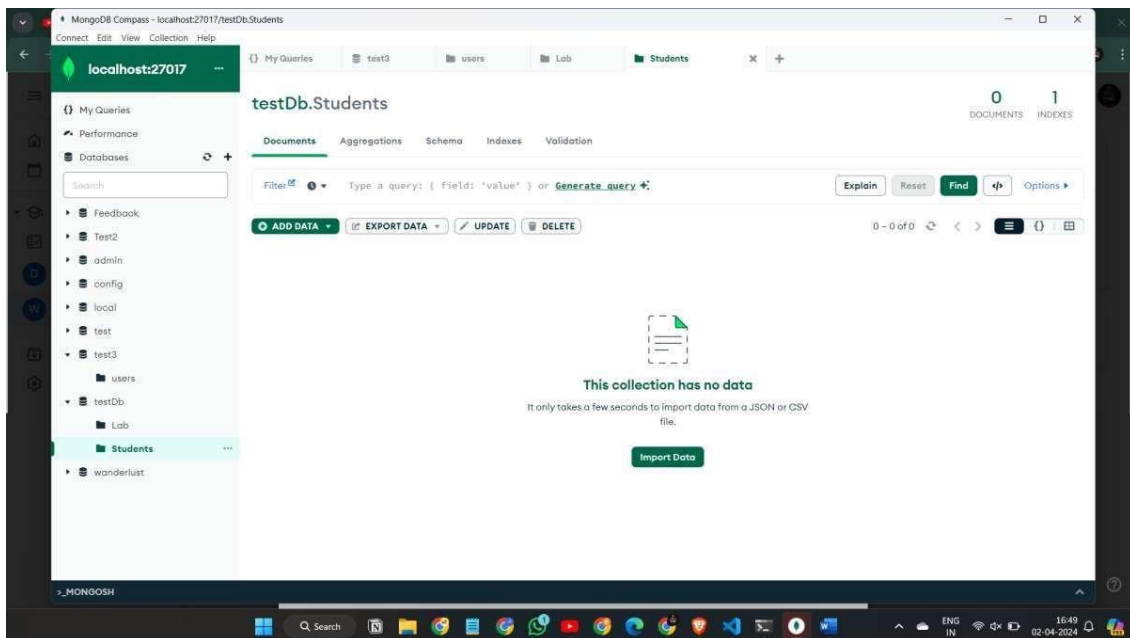 MongoDB Compass - localhost:27017/testDb.Students
Connect Edit View Collection Help
localhost:27017 ...
{} My Queries test3 users Lab Students
{} My Queries
Performance
Databases
Search
Feedback
Test2
admin
config
local
test
test3
users
testDb
Lab
Students ...
wanderlust
testDb.Students
0 DOCUMENTS 1 INDEXES
Documents Aggregations Schema Indexes Validation
Filter Type a query: { field: 'value' } or Generate query Explain Reset Find </> Options
ADD DATA EXPORT DATA UPDATE DELETE 0 - 0 of 0 {}
This collection has no data
It only takes a few seconds to import data from a JSON or CSV
file.
Import Data
>_MONGOSH
D
W
Search
ENG
IN
16:49
02-04-2024